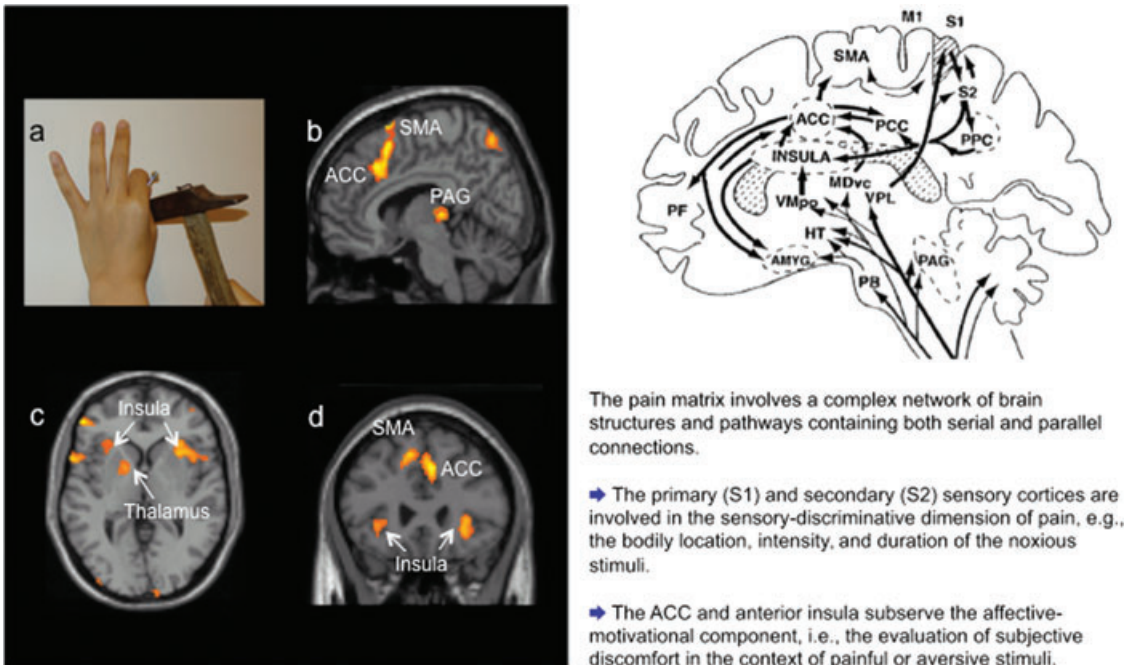 a
b
SMA
ACC
PAG
c
Insula
Thalamus
d
SMA
ACC
Insula
M1
S1
SMA
S2
ACC
PCC
PPC
INSULA
MDvc
VPL
VMpo
PF
HT
AMYG
PAG
PB
The pain matrix involves a complex network of brain
structures and pathways containing both serial and parallel
connections.
➡ The primary (S1) and secondary (S2) sensory cortices are
involved in the sensory-discriminative dimension of pain, e.g.,
the bodily location, intensity, and duration of the noxious
stimuli.
➡ The ACC and anterior insula subserve the affective-
motivational component, i.e., the evaluation of subjective
discomfort in the context of painful or aversive stimuli.